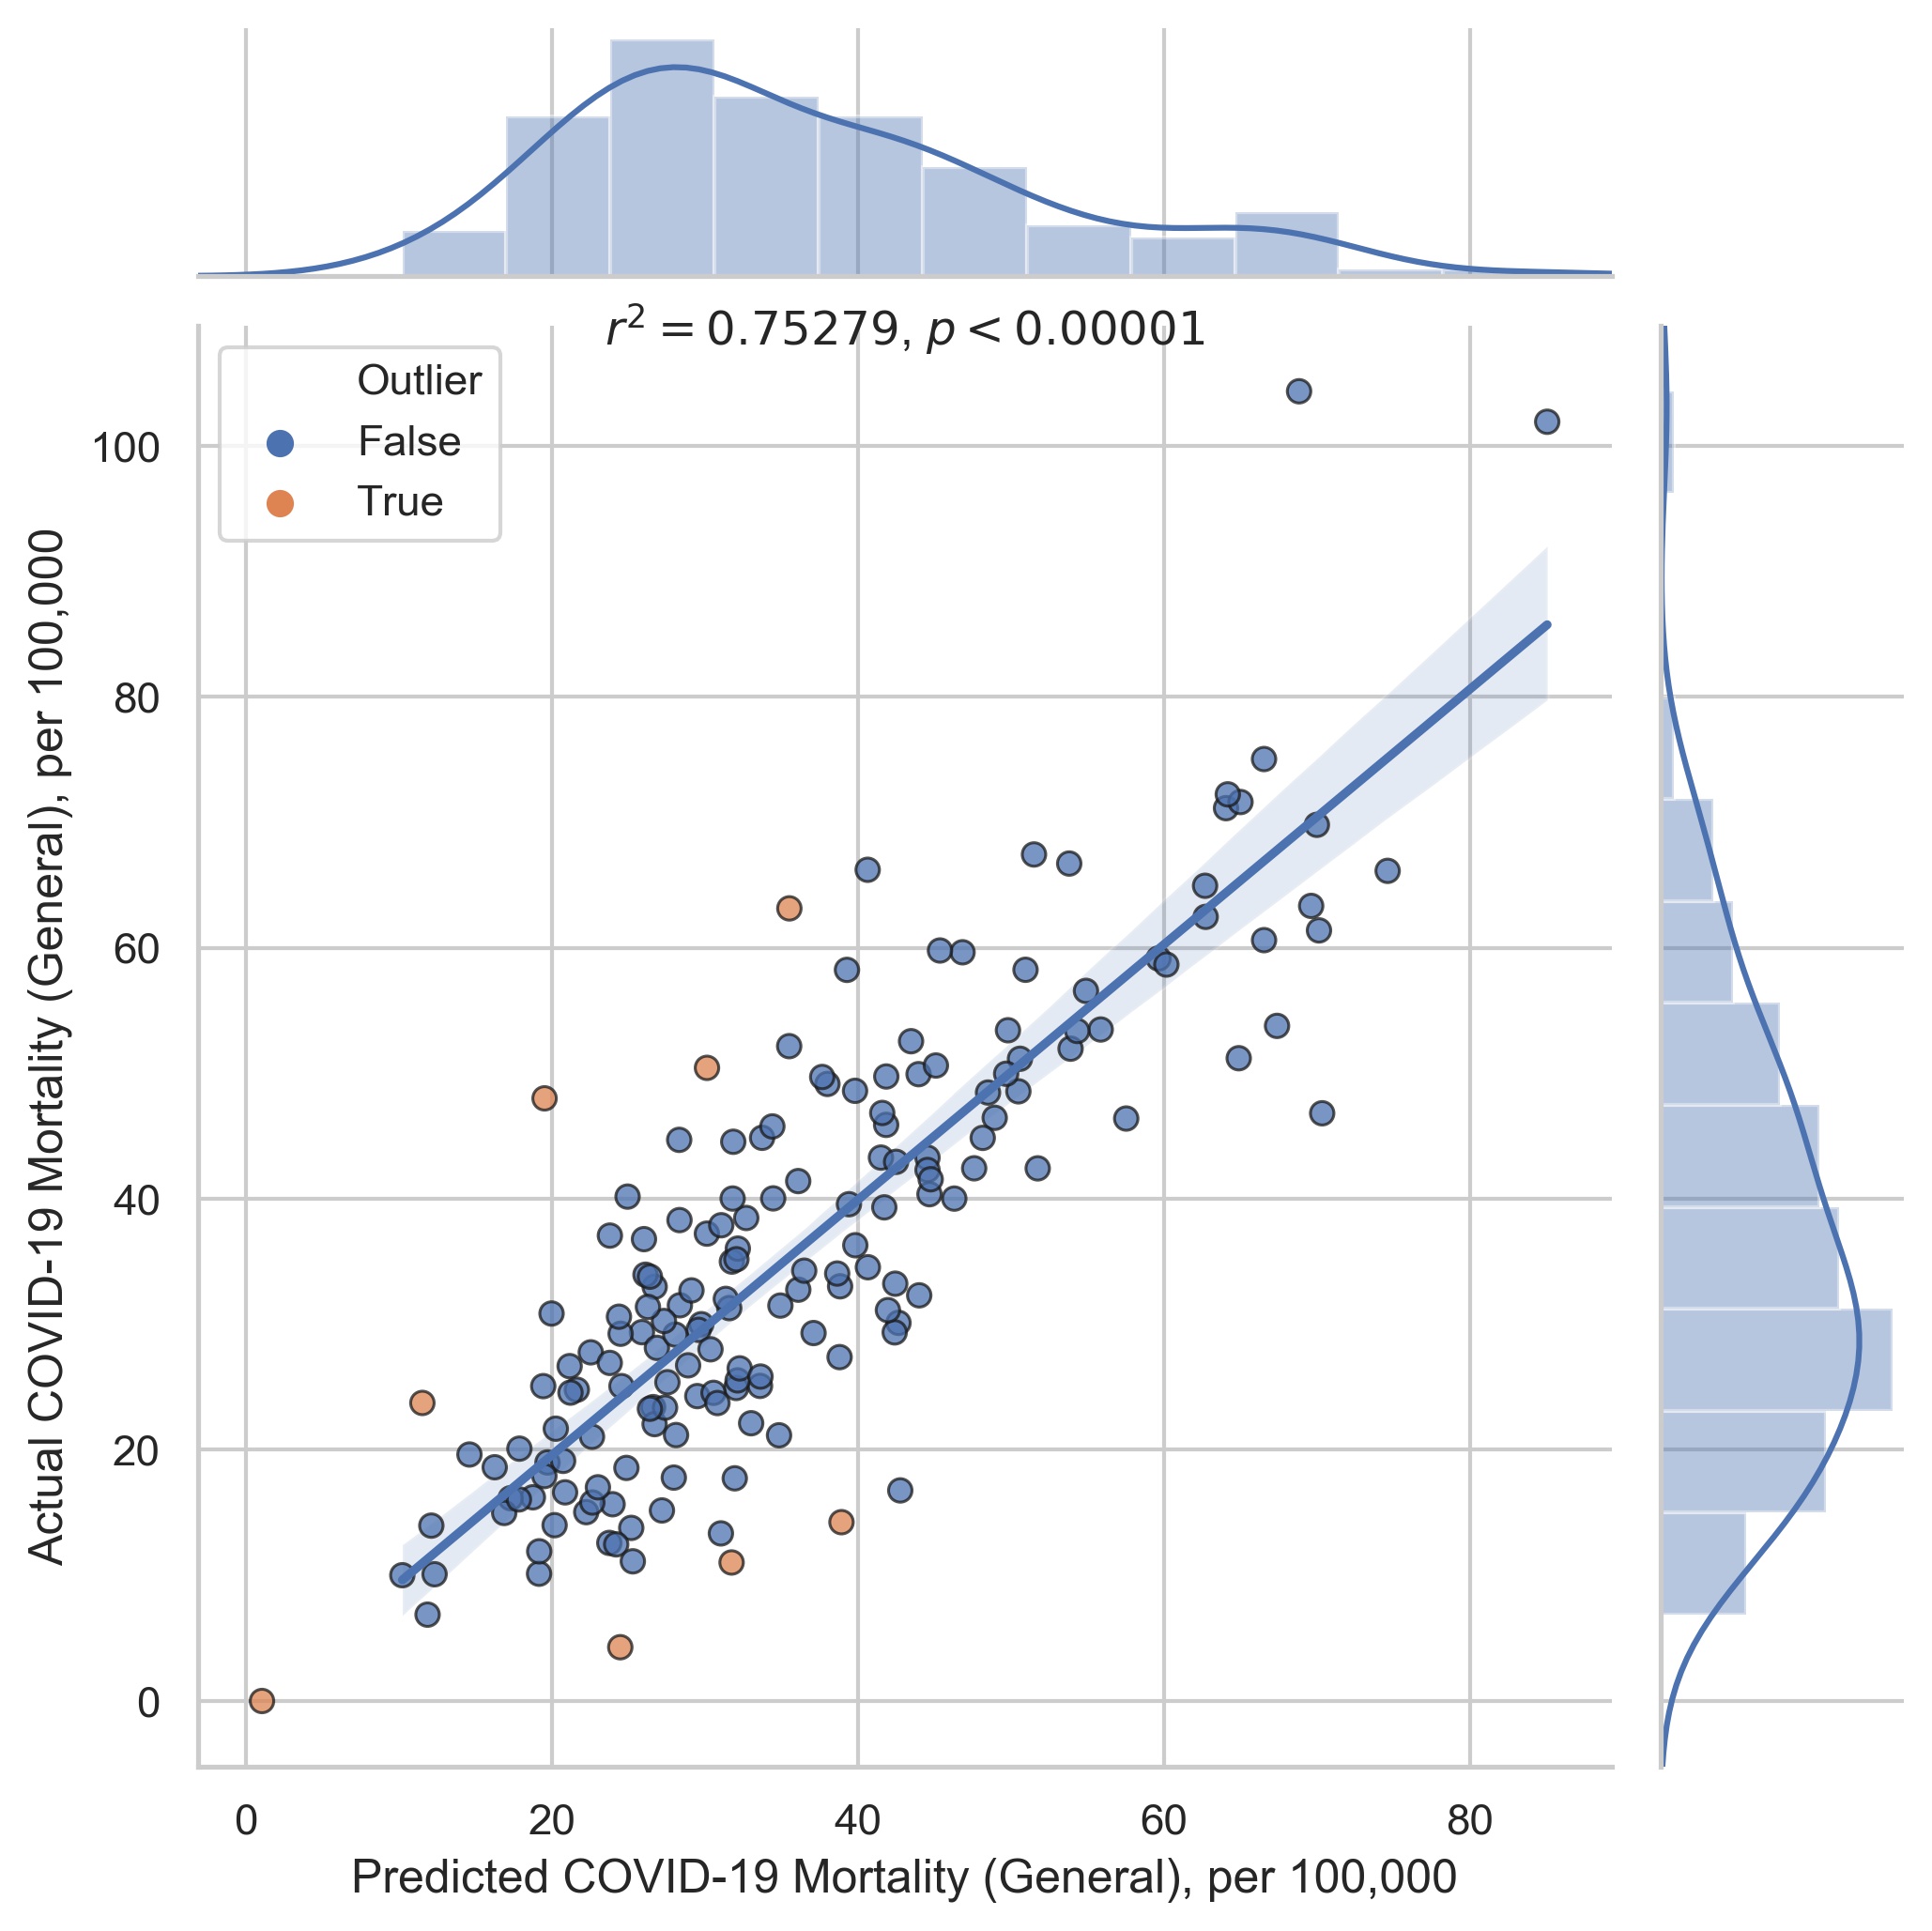 r² = 0.75279, p < 0.00001
Outlier
False
True
Actual COVID-19 Mortality (General), per 100,000
100
80
60
40
20
0
0 20 40 60 80
Predicted COVID-19 Mortality (General), per 100,000